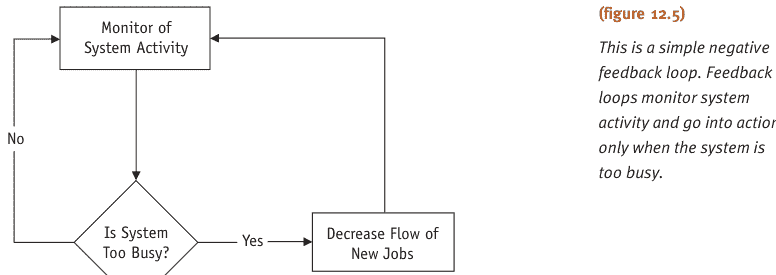 Monitor of
System Activity
No
Is System
Too Busy?
Yes
Decrease Flow of
New Jobs
(figure 12.5)
This is a simple negative
feedback loop. Feedback
loops monitor system
activity and go into action
only when the system is
too busy.